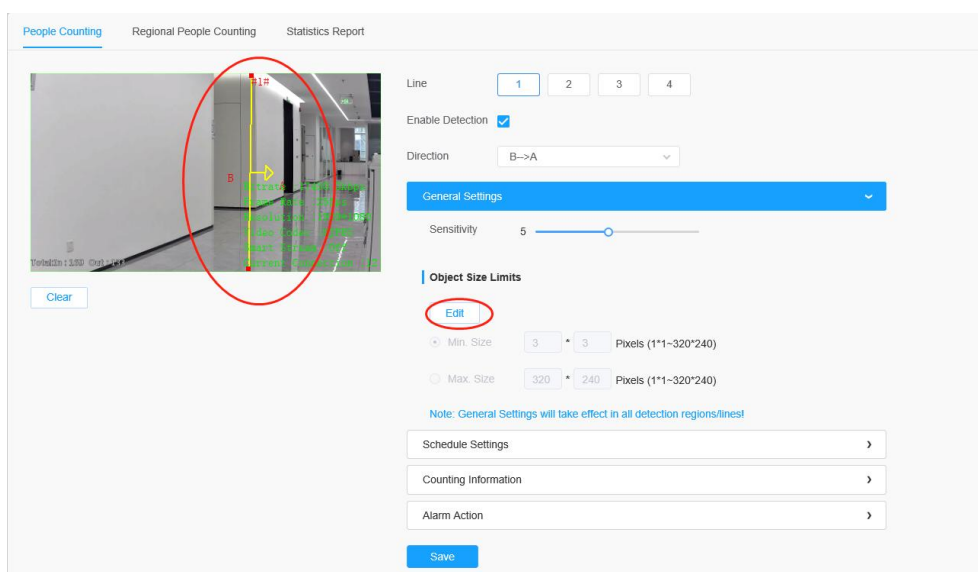 People Counting Regional People Counting Statistics Report
#1#
B
Line 1 2 3 4
Enable Detection
Direction B-->A
General Settings
Sensitivity 5
Object Size Limits
Edit
Min. Size 3 * 3 Pixels (1*1~320*240)
Max. Size 320 * 240 Pixels (1*1~320*240)
Note: General Settings will take effect in all detection regions/lines!
Schedule Settings
Counting Information
Alarm Action
Save
Clear